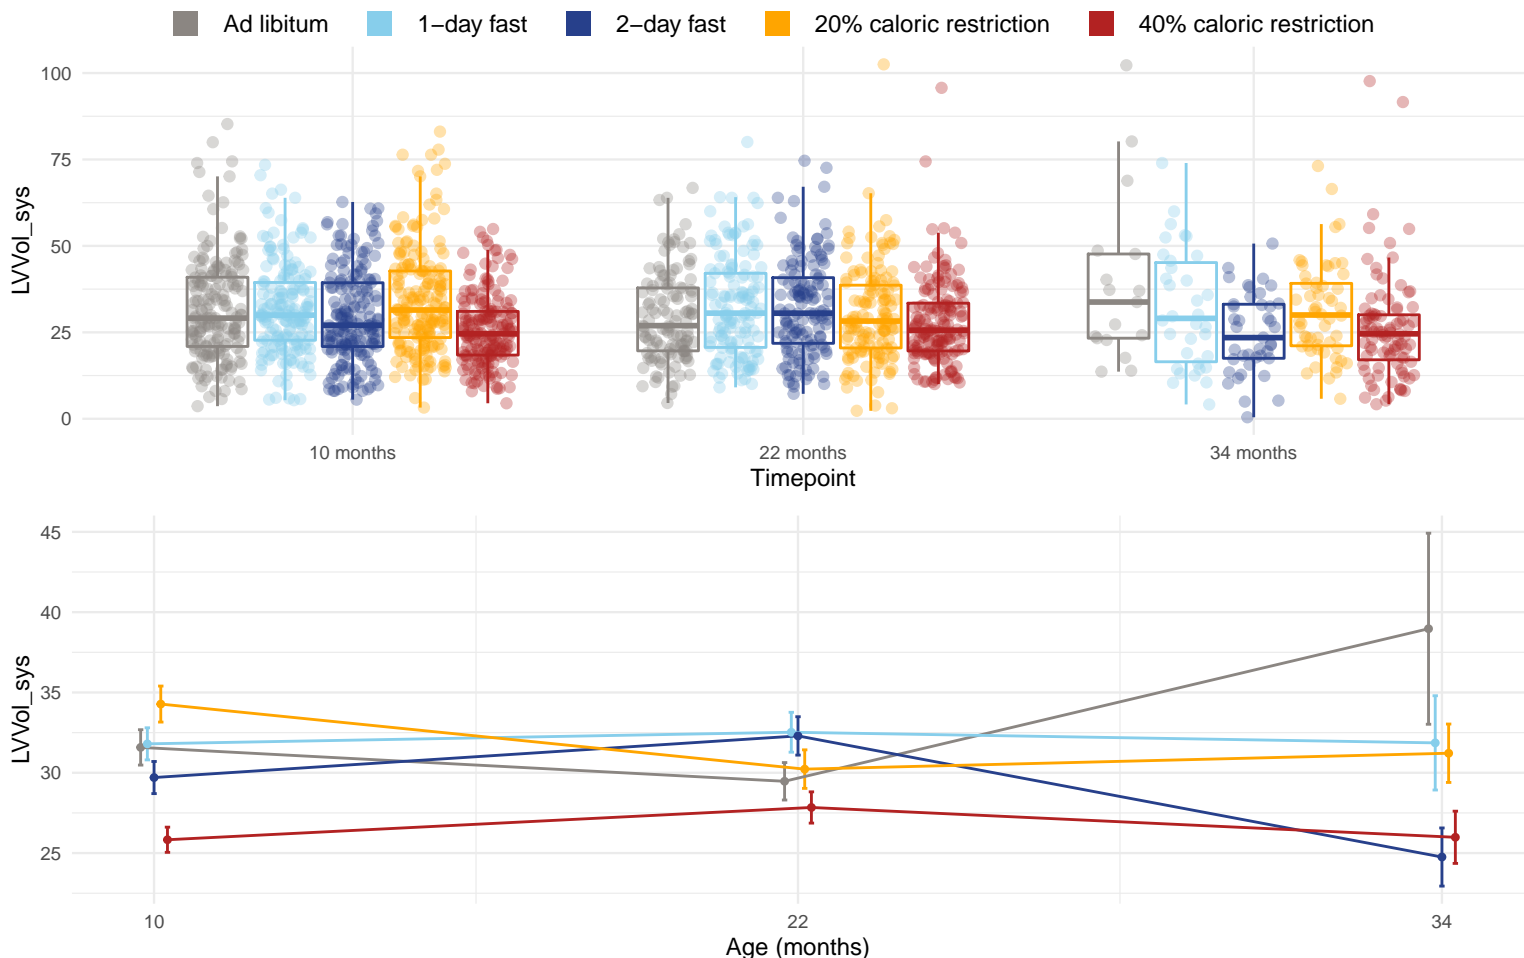 Ad libitum 1−day fast 2−day fast 20% caloric restriction 40% caloric restriction
100
75
50
25
0
LVVol_sys
10 months 22 months 34 months
Timepoint
45
40
35
30
25
LVVol_sys
10 22 34
Age (months)